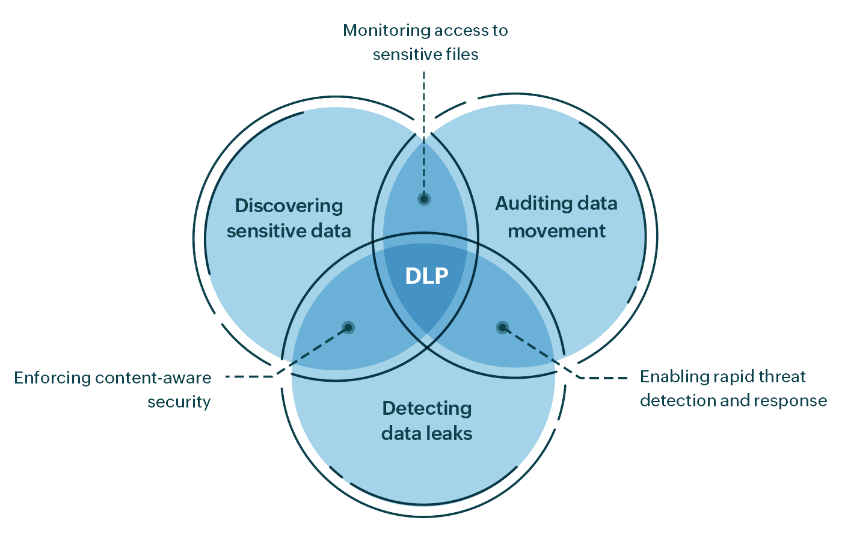 Monitoring access to
sensitive files
Discovering
sensitive data
Auditing data
movement
DLP
Enforcing content-aware
security
Enabling rapid threat
detection and response
Detecting
data leaks